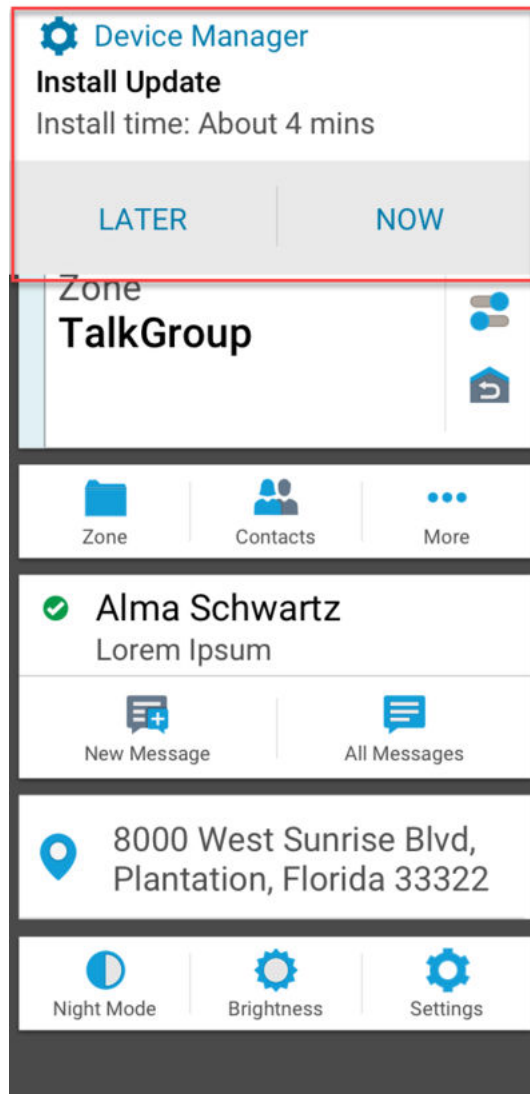 Device Manager
Install Update
Install time: About 4 mins
LATER
NOW
Zone
TalkGroup
Zone
Contacts
More
Alma Schwartz
Lorem Ipsum
New Message
All Messages
8000 West Sunrise Blvd,
Plantation, Florida 33322
Night Mode
Brightness
Settings